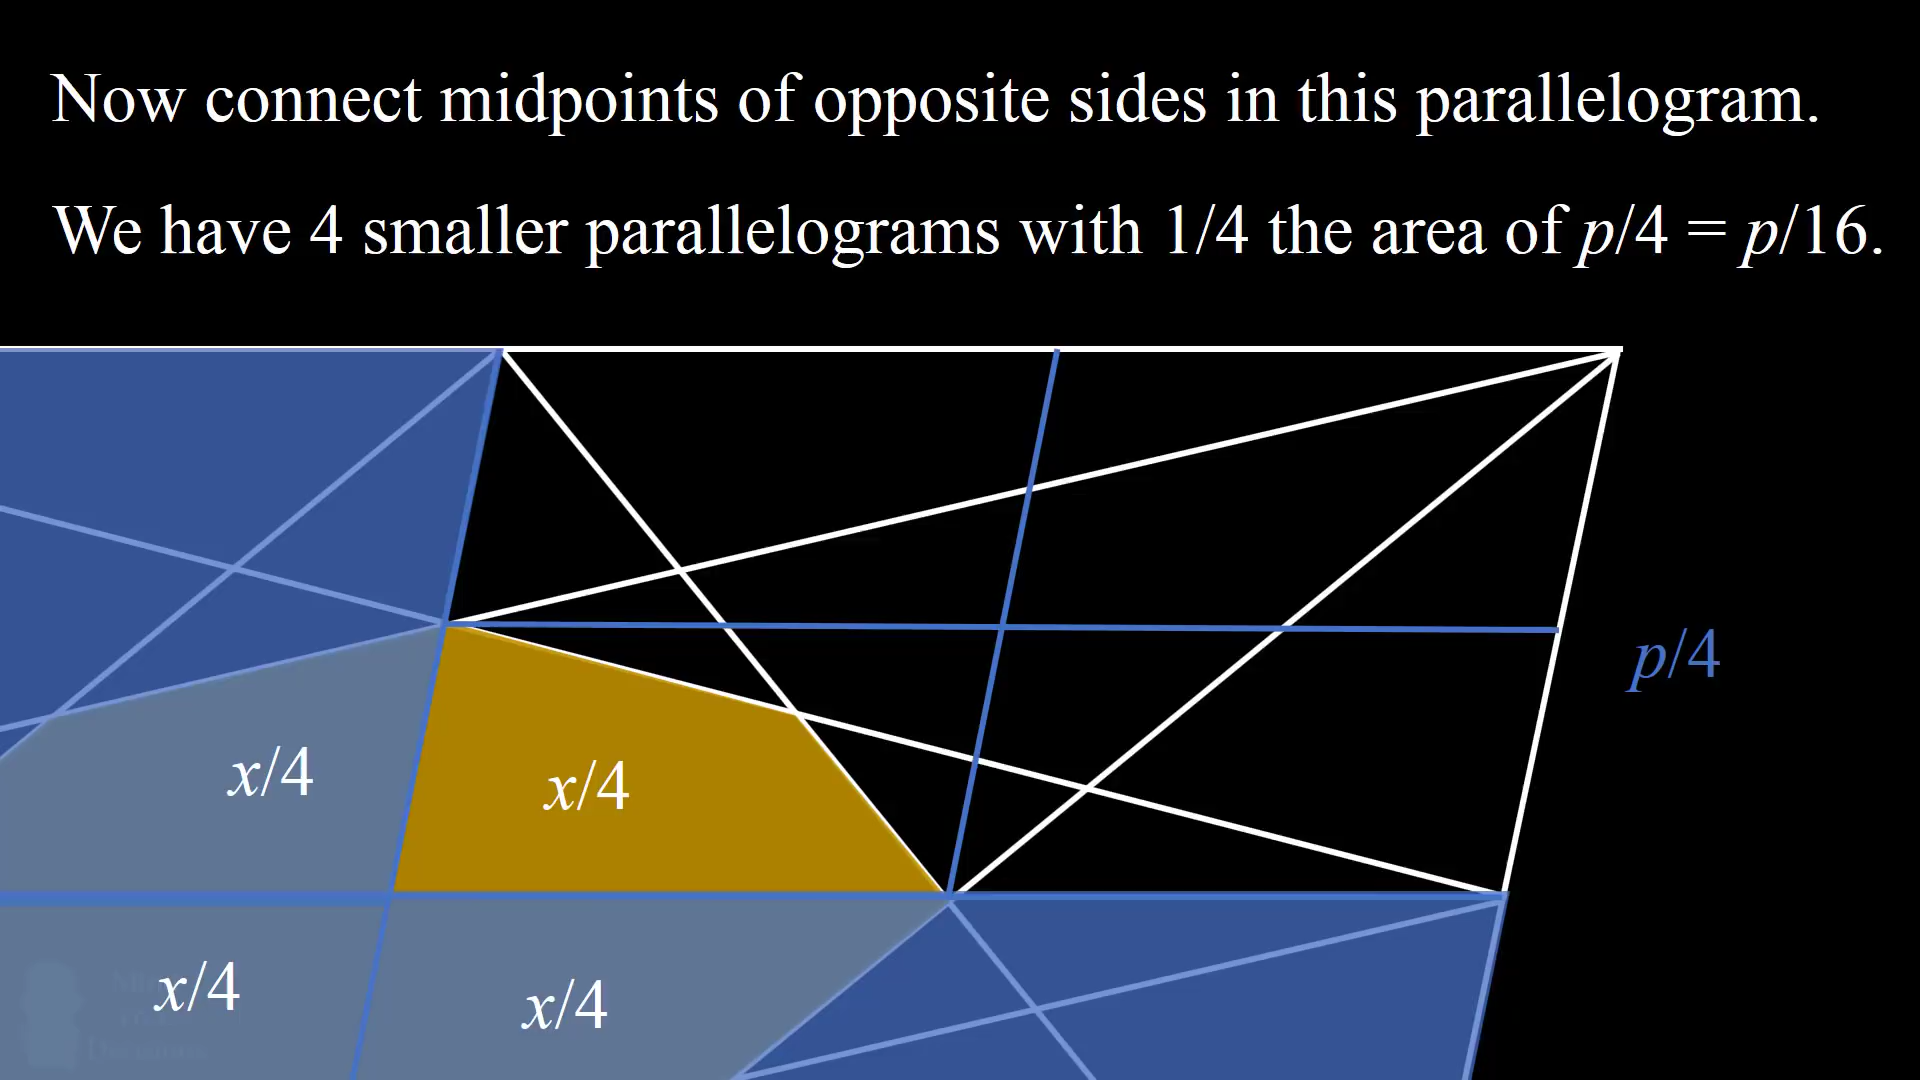 Now connect midpoints of opposite sides in this parallelogram.
We have 4 smaller parallelograms with 1/4 the area of p/4 = p/16.
p/4
x/4
x/4
x/4
x/4